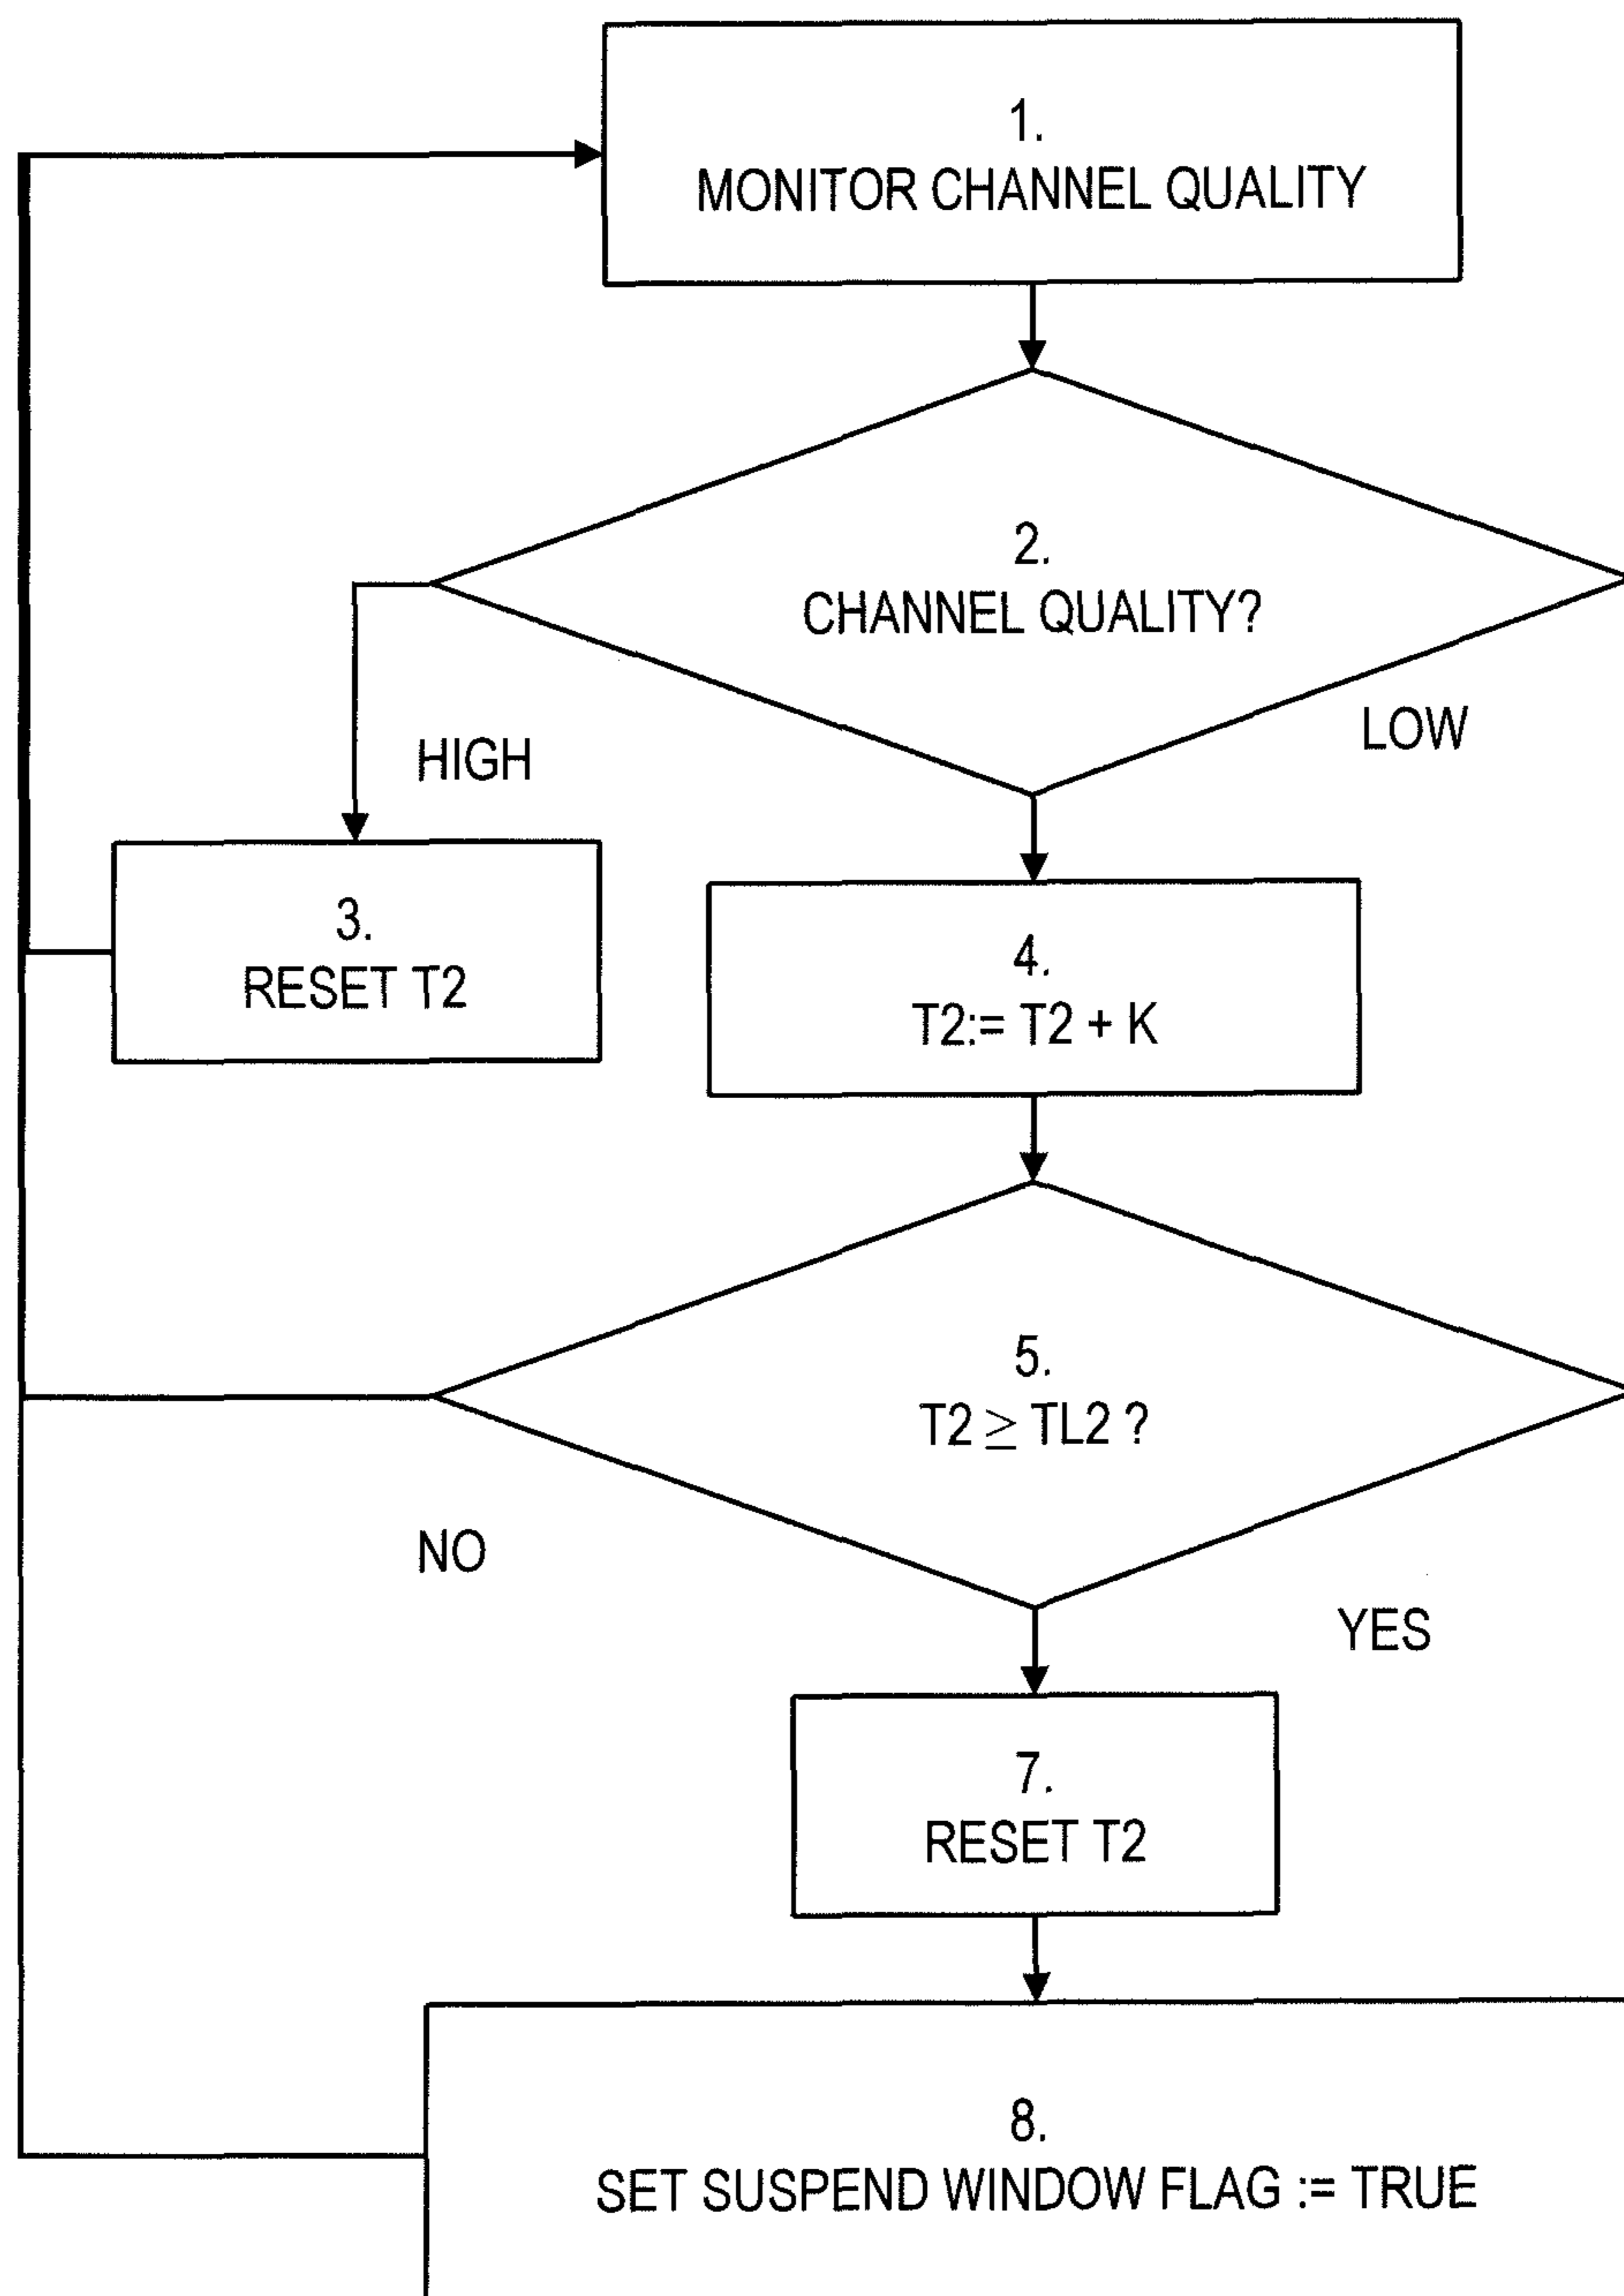 1.
MONITOR CHANNEL QUALITY
2.
CHANNEL QUALITY?
LOW
HIGH
3.
RESET T2
4.
T2:= T2 + K
5.
T2 ≥ TL2 ?
NO
YES
7.
RESET T2
8.
SET SUSPEND WINDOW FLAG := TRUE